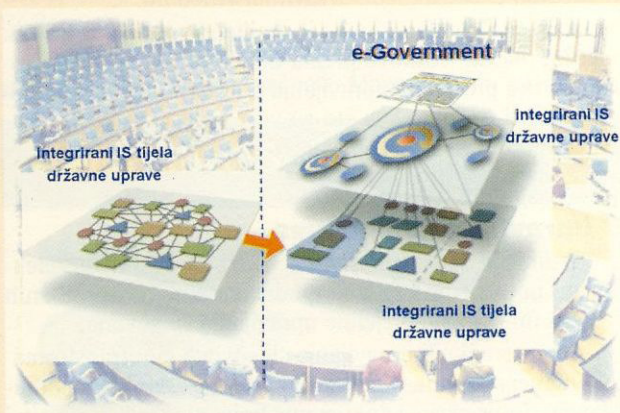 e-Government
integrirani IS tijela
državne uprave
integrirani IS
državne uprave
integrirani IS tijela
državne uprave